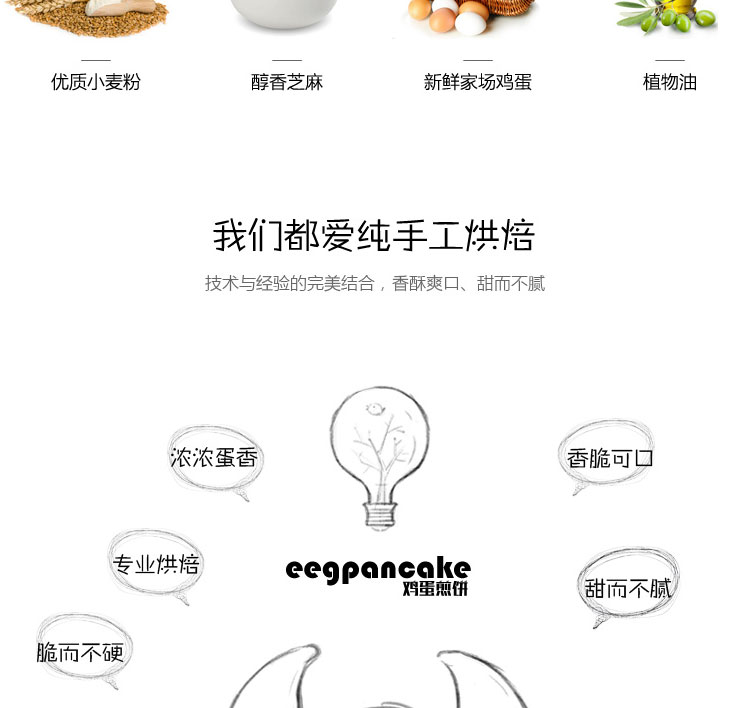 优质小麦粉 醇香芝麻 新鲜家场鸡蛋 植物油
我们都爱纯手工烘焙
技术与经验的完美结合，香酥爽口、甜而不腻
浓浓蛋香
香脆可口
专业烘焙
eegpancake
鸡蛋煎饼
甜而不腻
脆而不硬